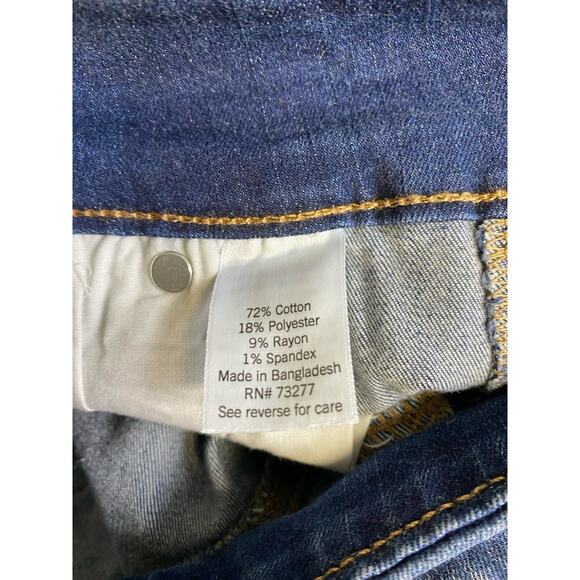 72% Cotton
18% Polyester
9% Rayon
1% Spandex
Made in Bangladesh
RN# 73277
See reverse for care